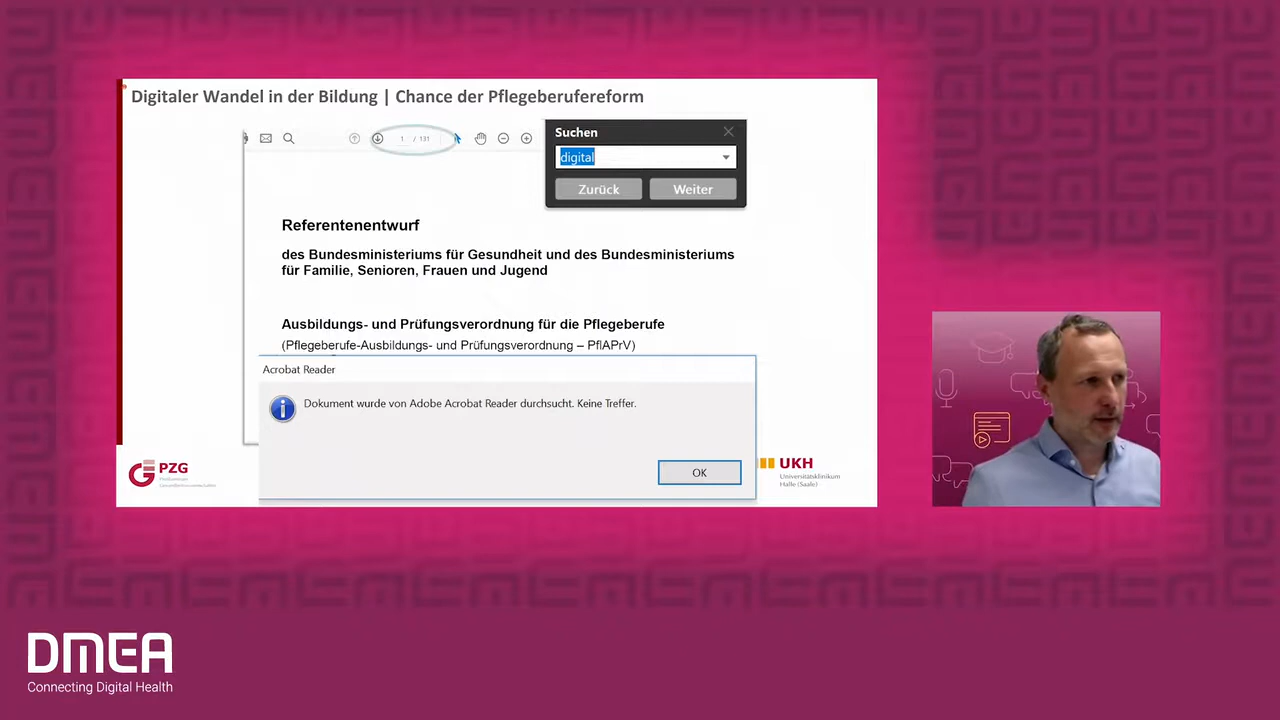 Digitaler Wandel in der Bildung | Chance der Pflegeberufereform
1 / 131
Suchen
digital
Zurück
Weiter
Referentenentwurf
des Bundesministeriums für Gesundheit und des Bundesministeriums
für Familie, Senioren, Frauen und Jugend
Ausbildungs- und Prüfungsverordnung für die Pflegeberufe
(Pflegeberufe-Ausbildungs- und Prüfungsverordnung – PflAPrV)
Acrobat Reader
Dokument wurde von Adobe Acrobat Reader durchsucht. Keine Treffer.
OK
PZG
UKH
Universitätsklinikum
Halle (Saale)
DMEA
Connecting Digital Health